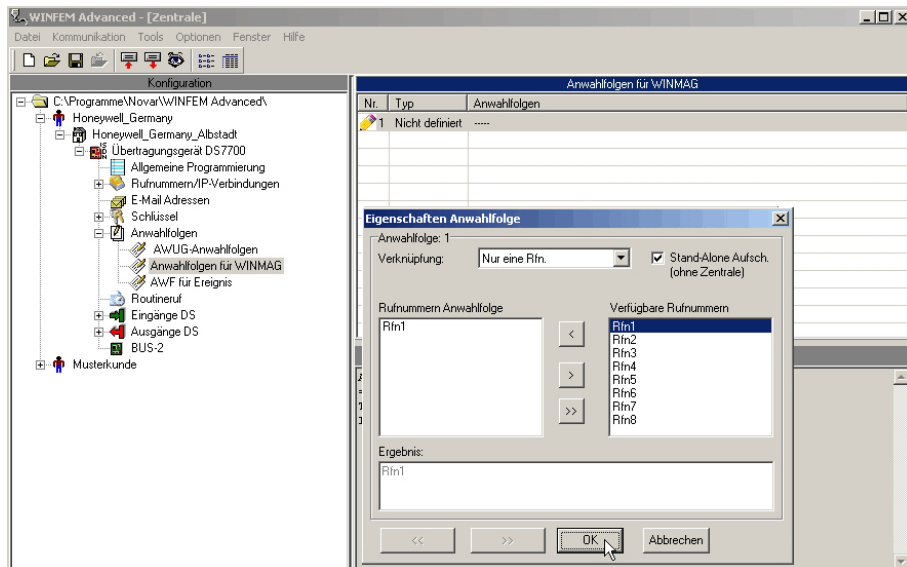 WINFEM Advanced - [Zentrale]
Datei Kommunikation Tools Optionen Fenster Hilfe
Konfiguration
C:\Programme\Novar\WINFEM Advanced\
Honeywell_Germany
Honeywell_Germany_Albstadt
Übertragungsgerät DS7700
Allgemeine Programmierung
Rufnummern/IP-Verbindungen
E-Mail Adressen
Schlüssel
Anwahlfolgen
AWUG-Anwahlfolgen
Anwahlfolgen für WINMAG
AWF für Ereignis
Routineruf
Eingänge DS
Ausgänge DS
BUS-2
Musterkunde
Anwahlfolgen für WINMAG
Nr. Typ Anwahlfolgen
1 Nicht definiert -----
Eigenschaften Anwahlfolge
Anwahlfolge: 1
Verknüpfung: Nur eine Rfn.
Stand-Alone Aufsch.
(ohne Zentrale)
Rufnummern Anwahlfolge
Rfn1
<
>
>>
Verfügbare Rufnummern
Rfn1
Rfn2
Rfn3
Rfn4
Rfn5
Rfn6
Rfn7
Rfn8
Ergebnis:
Rfn1
<< >> OK Abbrechen